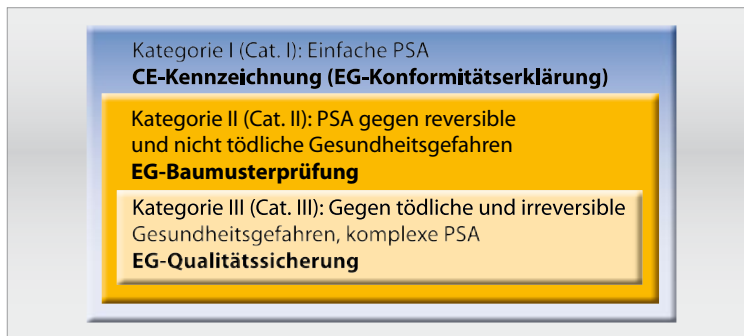 Kategorie I (Cat. I): Einfache PSA
CE-Kennzeichnung (EG-Konformitätserklärung)
Kategorie II (Cat. II): PSA gegen reversible
und nicht tödliche Gesundheitsgefahren
EG-Baumusterprüfung
Kategorie III (Cat. III): Gegen tödliche und irreversible
Gesundheitsgefahren, komplexe PSA
EG-Qualitätssicherung